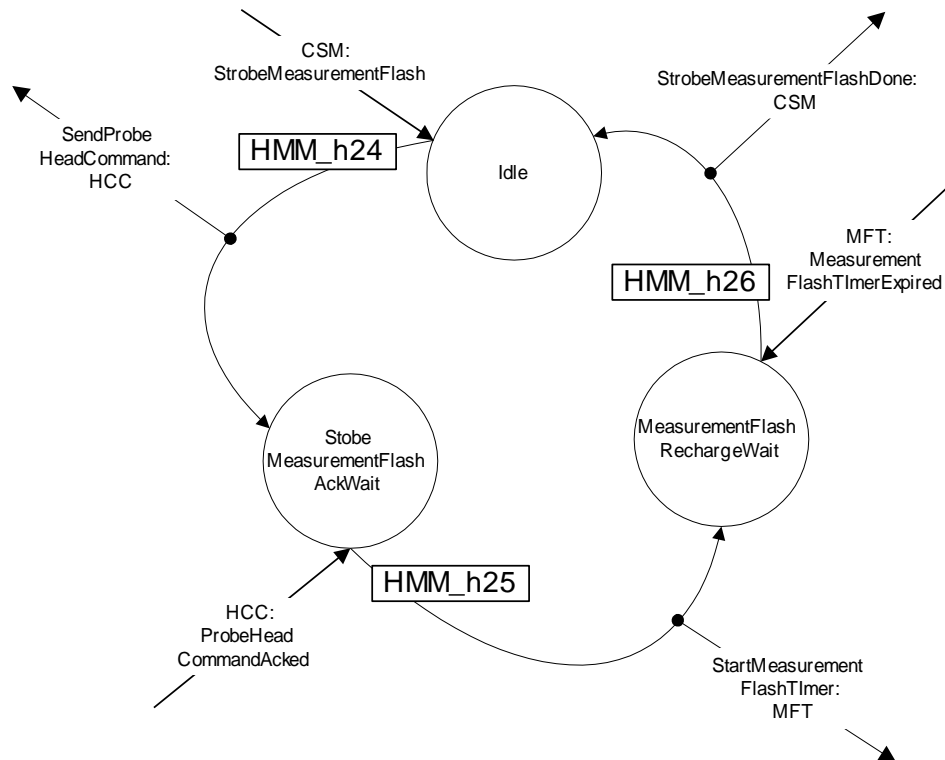 CSM:
StrobeMeasurementFlash
StrobeMeasurementFlashDone:
CSM
SendProbe
HeadCommand:
HCC
HMM_h24
Idle
MFT:
Measurement
FlashTImerExpired
HMM_h26
Stobe
MeasurementFlash
AckWait
MeasurementFlash
RechargeWait
HMM_h25
HCC:
ProbeHead
CommandAcked
StartMeasurement
FlashTImer:
MFT